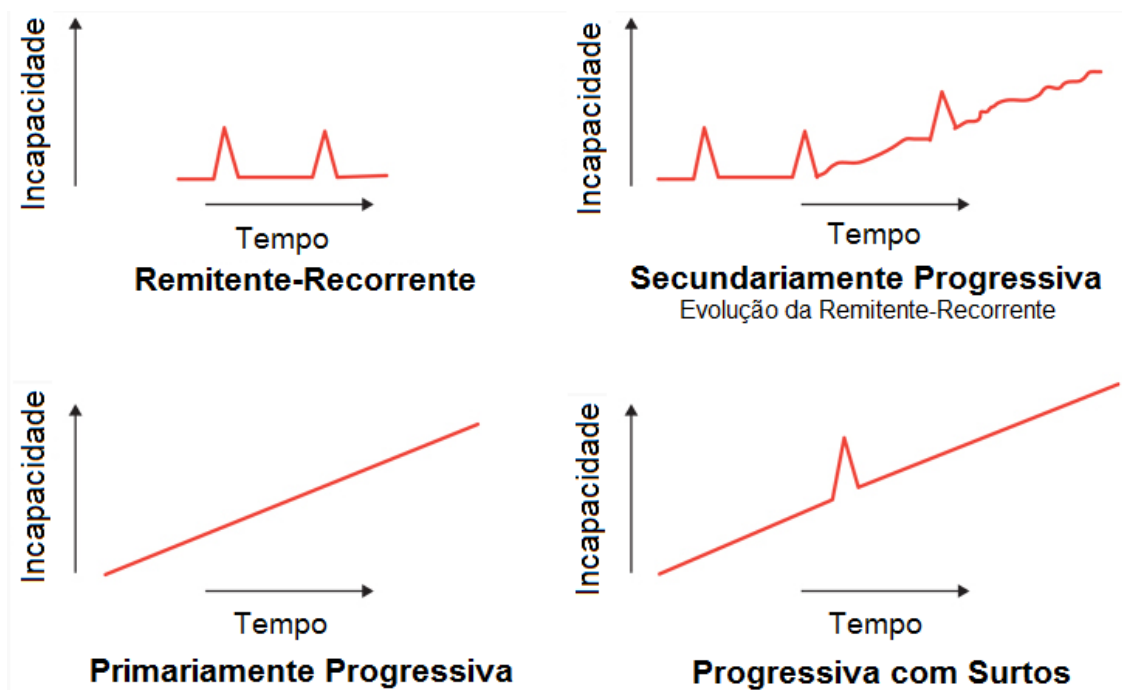 Incapacidade
Tempo
Remitente-Recorrente
Incapacidade
Tempo
Secundariamente Progressiva
Evolução da Remitente-Recorrente
Incapacidade
Tempo
Primariamente Progressiva
Incapacidade
Tempo
Progressiva com Surtos